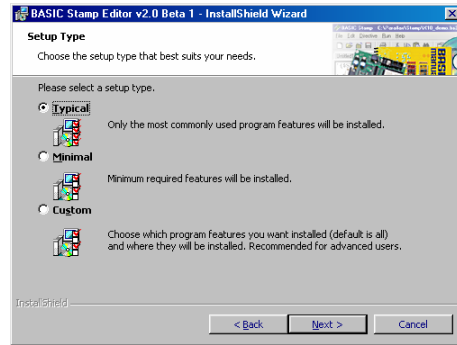 BASIC Stamp Editor v2.0 Beta 1 - InstallShield Wizard
Setup Type
Choose the setup type that best suits your needs.
Please select a setup type.
Typical
Only the most commonly used program features will be installed.
Minimal
Minimum required features will be installed.
Custom
Choose which program features you want installed (default is all)
and where they will be installed. Recommended for advanced users.
InstallShield
< Back Next > Cancel